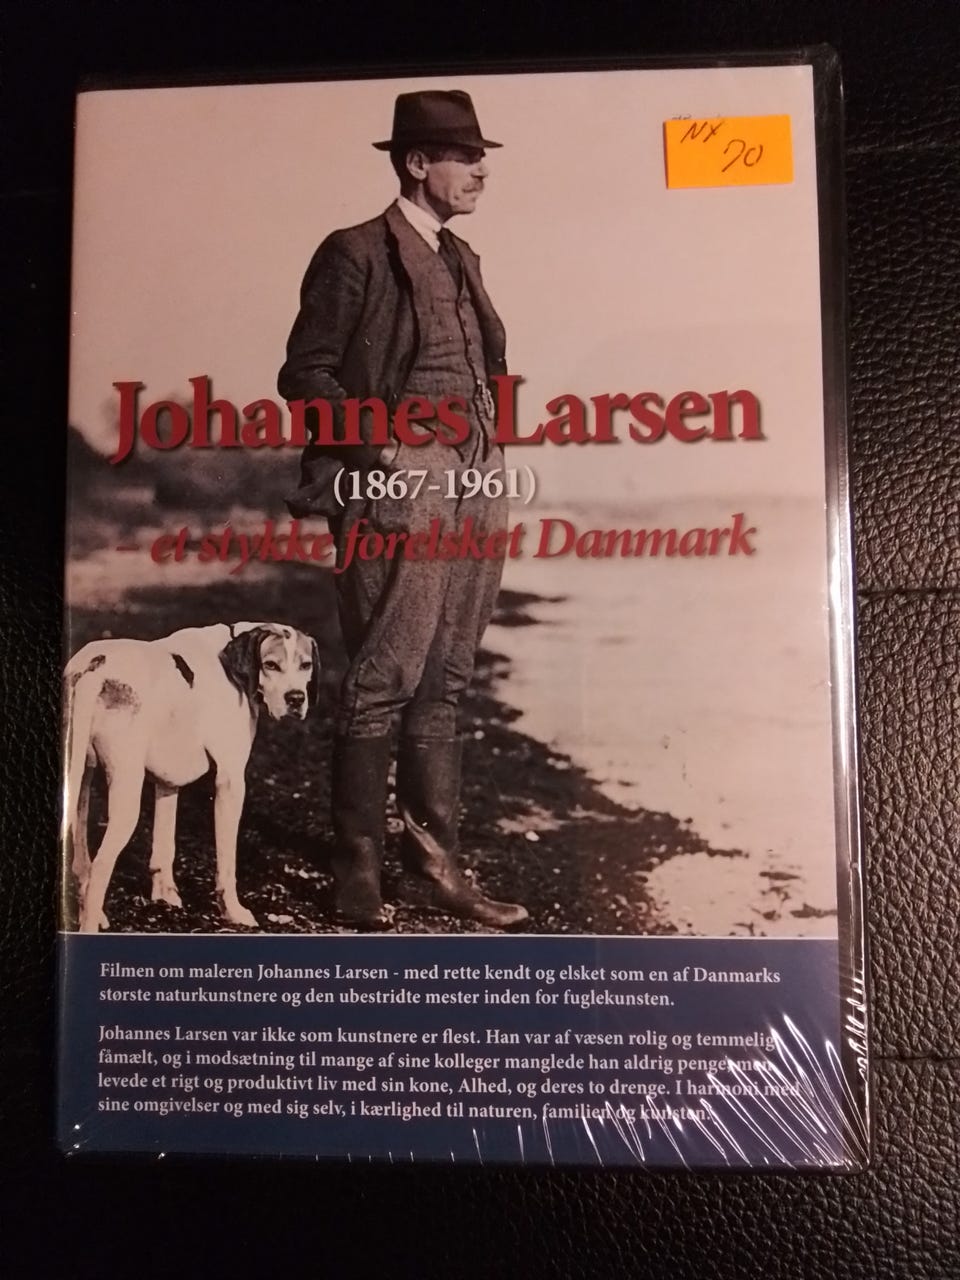 NY
70
Johannes Larsen
(1867-1961)
- et stykke forelsket Danmark
Filmen om maleren Johannes Larsen - med rette kendt og elsket som en af Danmarks
største naturkunstnere og den ubestridte mester inden for fuglekunsten.
Johannes Larsen var ikke som kunstnere er flest. Han var af væsen rolig og temmelig
fåmælt, og i modsætning til mange af sine kolleger manglede han aldrig penge, men
levede et rigt og produktivt liv med sin kone, Alhed, og deres to drenge. I harmoni med
sine omgivelser og med sig selv, i kærlighed til naturen, familien og kunsten.